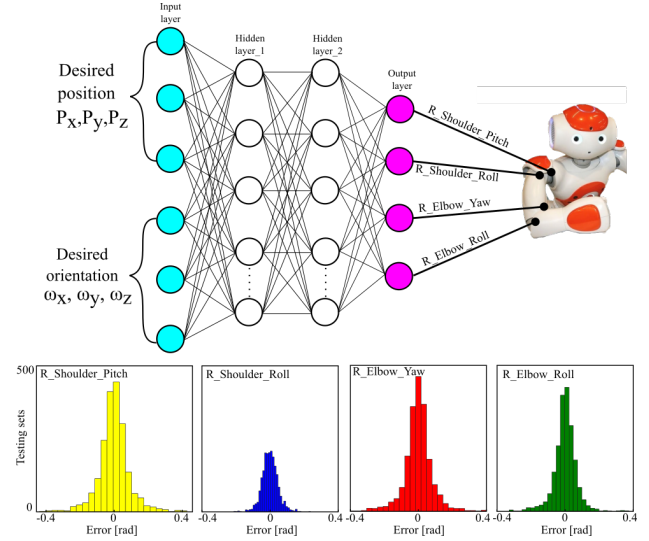 Input
layer
Hidden
layer_1
Hidden
layer_2
Output
layer
Desired
position
Px,Py,Pz
Desired
orientation
ωx, ωy, ωz
R_Shoulder_Pitch
R_Shoulder_Roll
R_Elbow_Yaw
R_Elbow_Roll
500
Testing sets
0
R_Shoulder_Pitch
-0.4
0
0.4
Error [rad]
R_Shoulder_Roll
-0.4
0
0.4
Error [rad]
R_Elbow_Yaw
-0.4
0
0.4
Error [rad]
R_Elbow_Roll
-0.4
0
0.4
Error [rad]